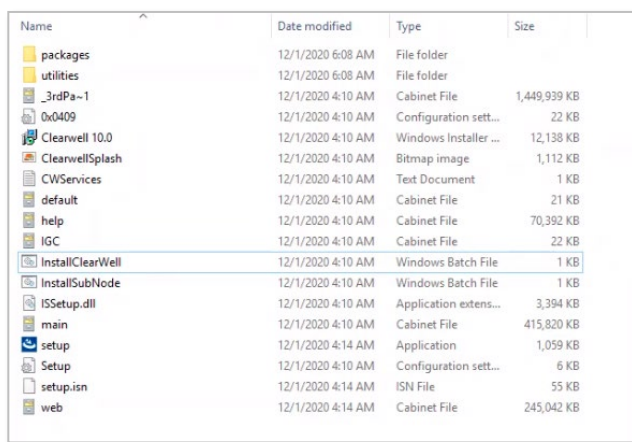 Name Date modified Type Size
packages 12/1/2020 6:08 AM File folder
utilities 12/1/2020 6:08 AM File folder
_3rdPa~1 12/1/2020 4:10 AM Cabinet File 1,449,939 KB
0x0409 12/1/2020 4:10 AM Configuration sett... 22 KB
Clearwell 10.0 12/1/2020 4:10 AM Windows Installer ... 12,138 KB
ClearwellSplash 12/1/2020 4:10 AM Bitmap image 1,112 KB
CWServices 12/1/2020 4:10 AM Text Document 1 KB
default 12/1/2020 4:10 AM Cabinet File 21 KB
help 12/1/2020 4:10 AM Cabinet File 70,392 KB
IGC 12/1/2020 4:10 AM Cabinet File 22 KB
InstallClearWell 12/1/2020 4:10 AM Windows Batch File 1 KB
InstallSubNode 12/1/2020 4:10 AM Windows Batch File 1 KB
ISSetup.dll 12/1/2020 4:10 AM Application extens... 3,394 KB
main 12/1/2020 4:10 AM Cabinet File 415,820 KB
setup 12/1/2020 4:14 AM Application 1,059 KB
Setup 12/1/2020 4:10 AM Configuration sett... 6 KB
setup.isn 12/1/2020 4:14 AM ISN File 55 KB
web 12/1/2020 4:14 AM Cabinet File 245,042 KB